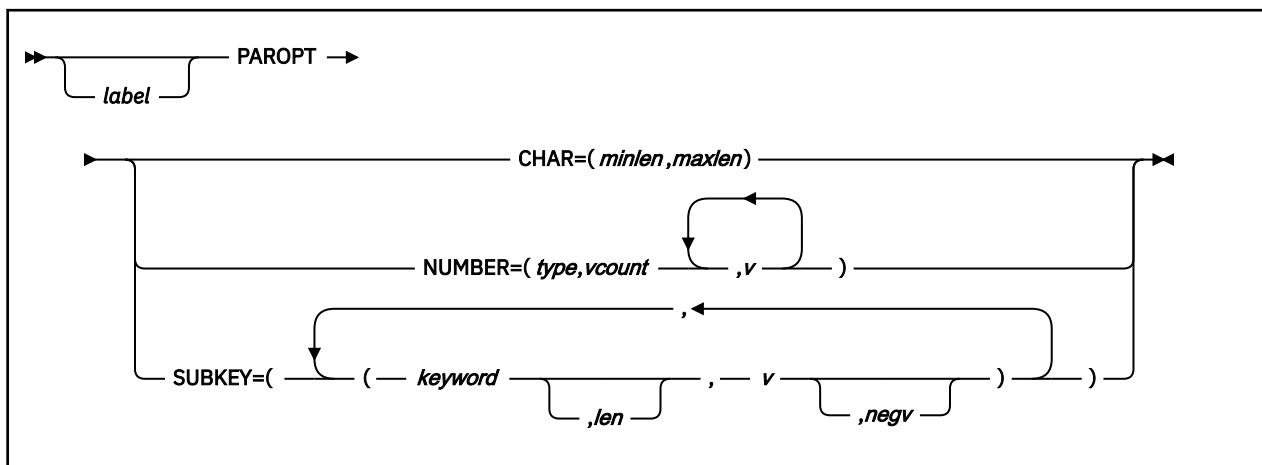 PAROPT
label
CHAR=( minlen ,maxlen)
NUMBER=( type,vcount ,v )
,
SUBKEY=( ( keyword , v ) )
,len ,negv